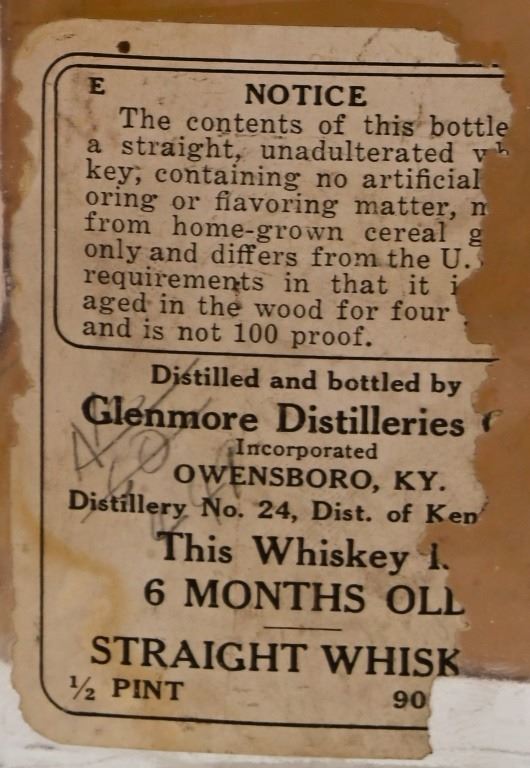 E
NOTICE
The contents of this bottle
a straight, unadulterated
key, containing no artificial
oring or flavoring matter,
from home-grown cereal
only and differs from the U.
requirements in that it
aged in the wood for four
and is not 100 proof.
Distilled and bottled by
Glenmore Distilleries
Incorporated
OWENSBORO, KY.
Distillery No. 24, Dist. of Ken
This Whiskey
6 MONTHS OL
STRAIGHT WHISK
½ PINT 90